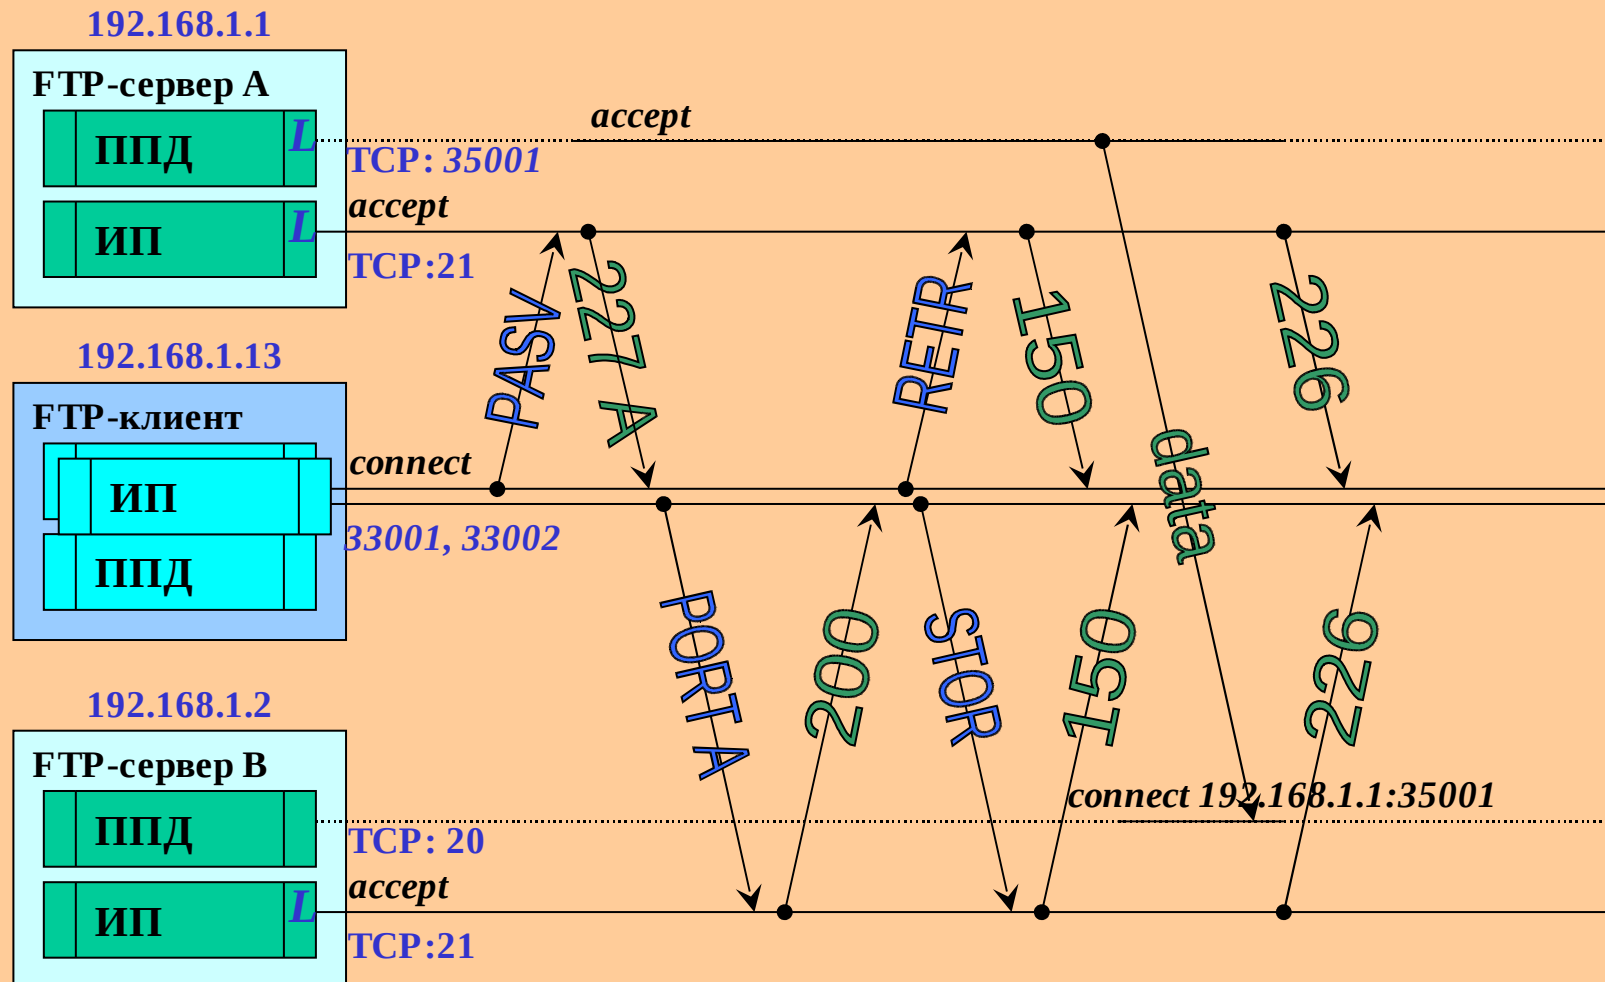 192.168.1.1
FTP-сервер А
ППД
L
accept
TCP: 35001
ИП
L
accept
TCP:21
PASV
227 A
RETR
150
226
192.168.1.13
FTP-клиент
ИП
connect
33001, 33002
ППД
data
PORT A
200
STOR
150
226
192.168.1.2
FTP-сервер В
ППД
connect 192.168.1.1:35001
TCP: 20
ИП
L
accept
TCP:21